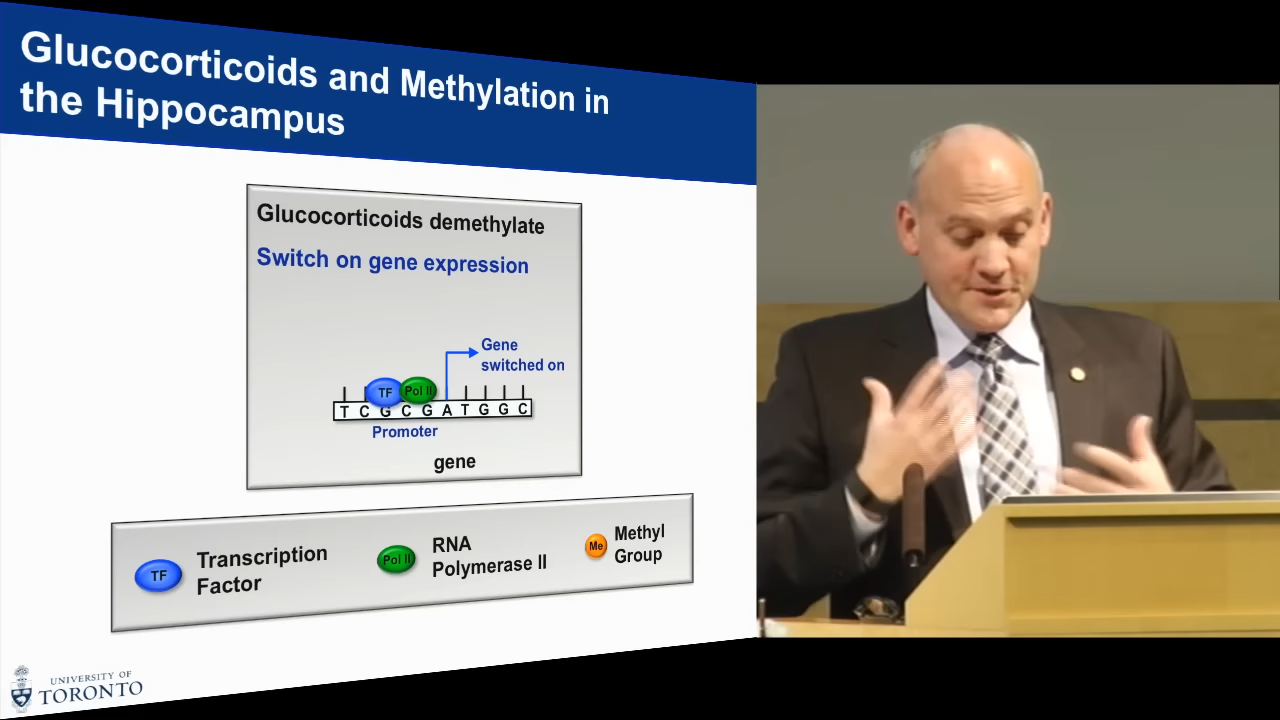 Glucocorticoids and Methylation in
the Hippocampus
Glucocorticoids demethylate
Switch on gene expression
Gene
switched on
TF
Pol II
T C G C G A T G G C
Promoter
gene
TF
Transcription
Factor
Pol II
RNA
Polymerase II
Me
Methyl
Group
UNIVERSITY OF
TORONTO